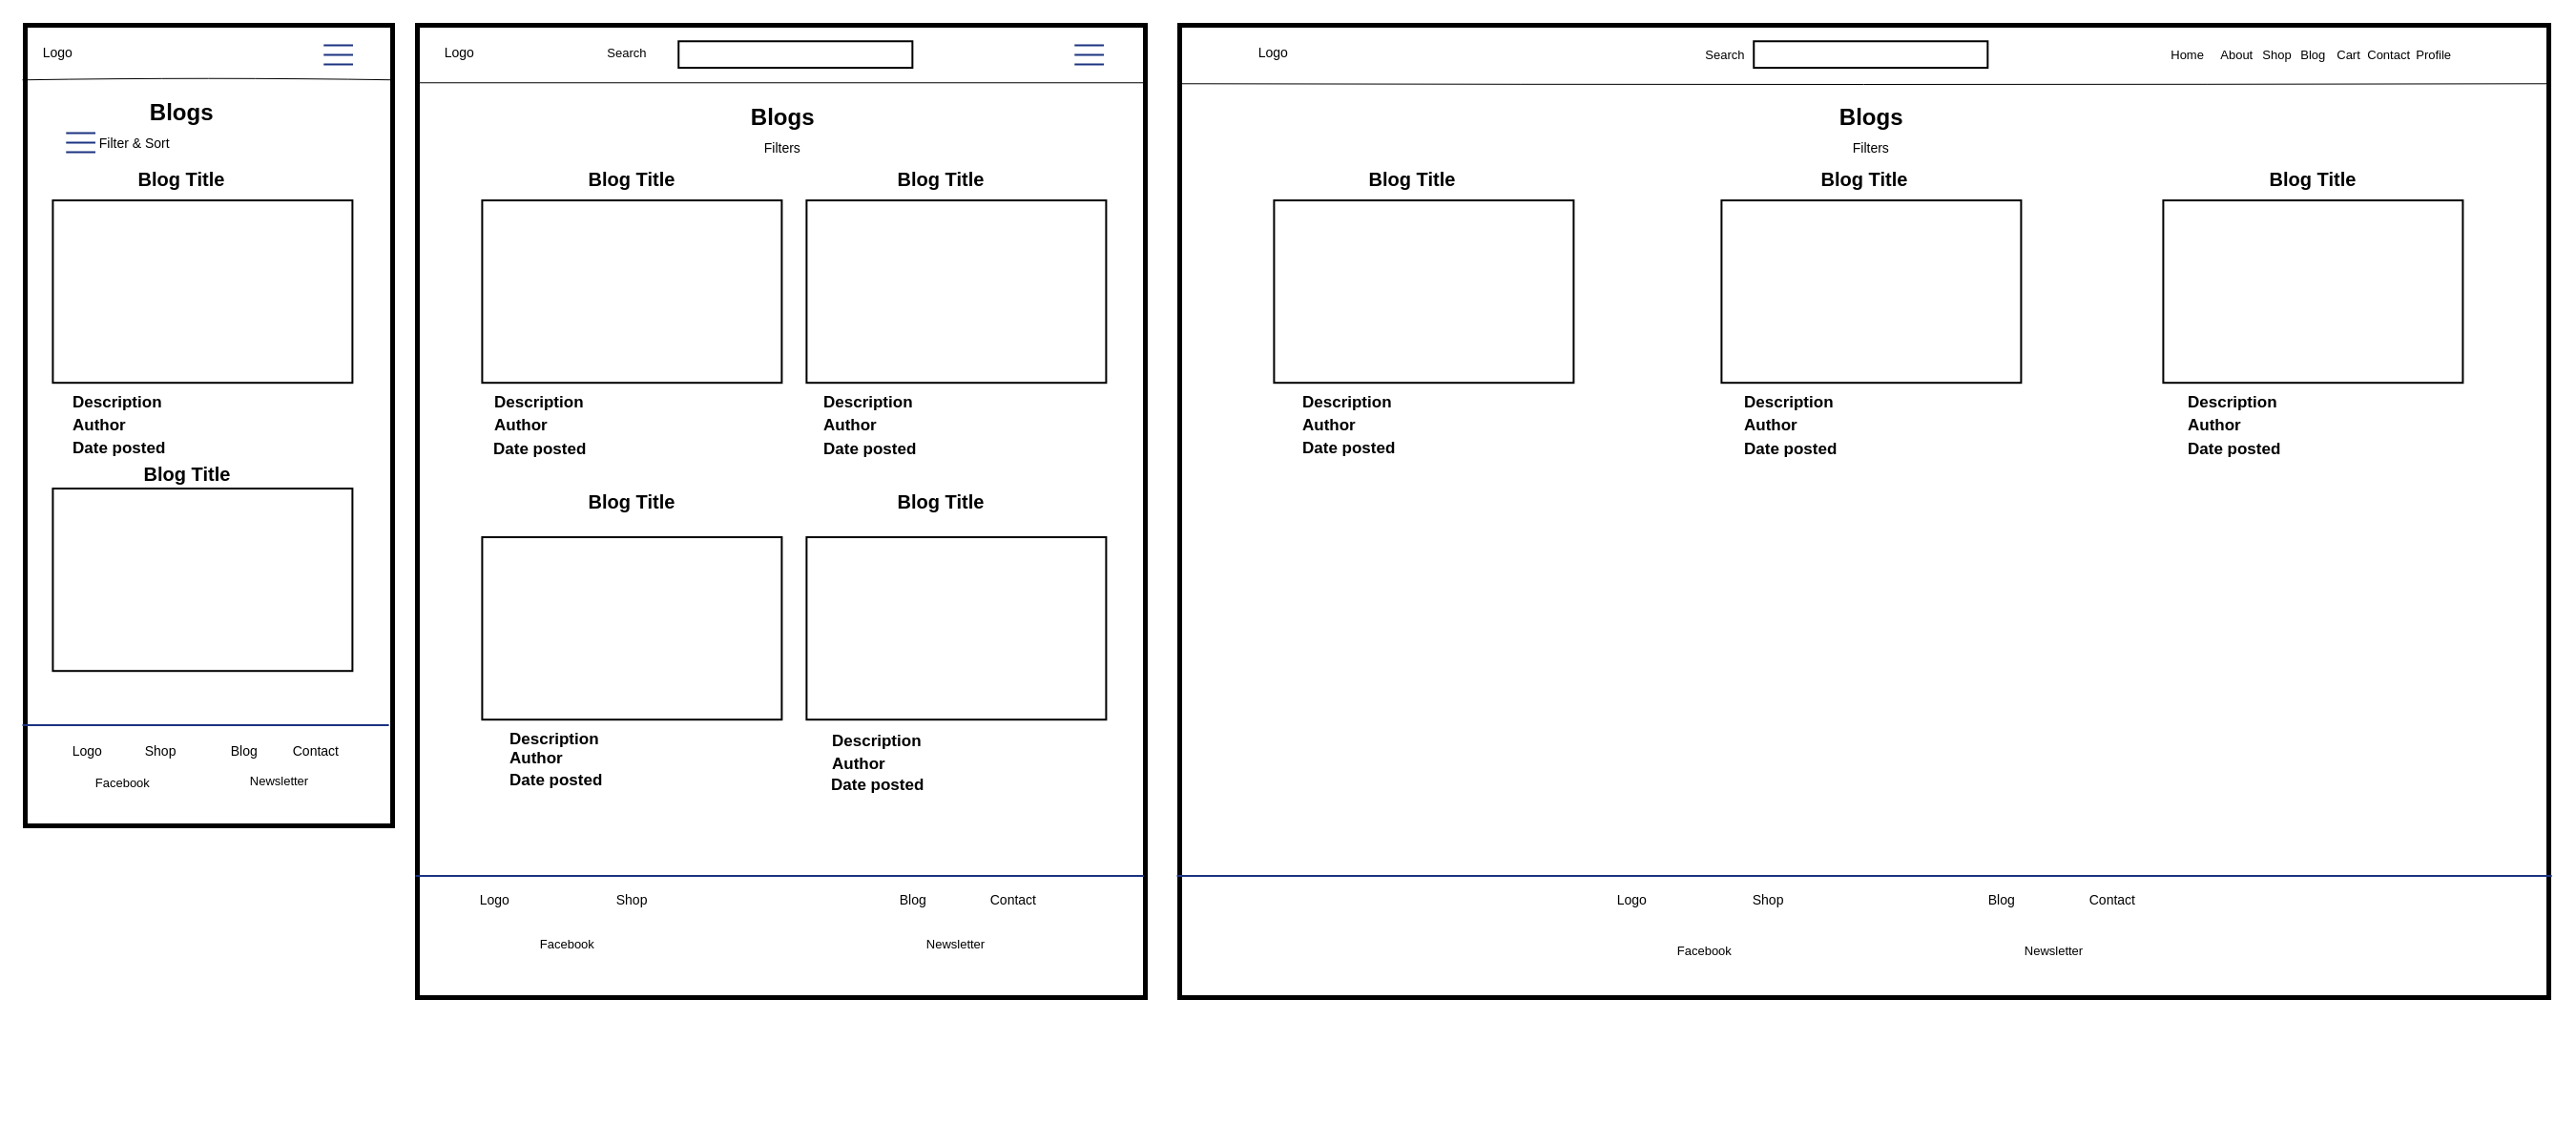 Logo
Blogs
Filter & Sort
Blog Title
Description
Author
Date posted
Blog Title
Logo Shop Blog Contact
Facebook Newsletter
Logo Search
Blogs
Filters
Blog Title Blog Title
Description Description
Author Author
Date posted Date posted
Blog Title Blog Title
Description Description
Author Author
Date posted Date posted
Logo Shop Blog Contact
Facebook Newsletter
Logo Search Home About Shop Blog Cart Contact Profile
Blogs
Filters
Blog Title Blog Title Blog Title
Description Description Description
Author Author Author
Date posted Date posted Date posted
Logo Shop Blog Contact
Facebook Newsletter